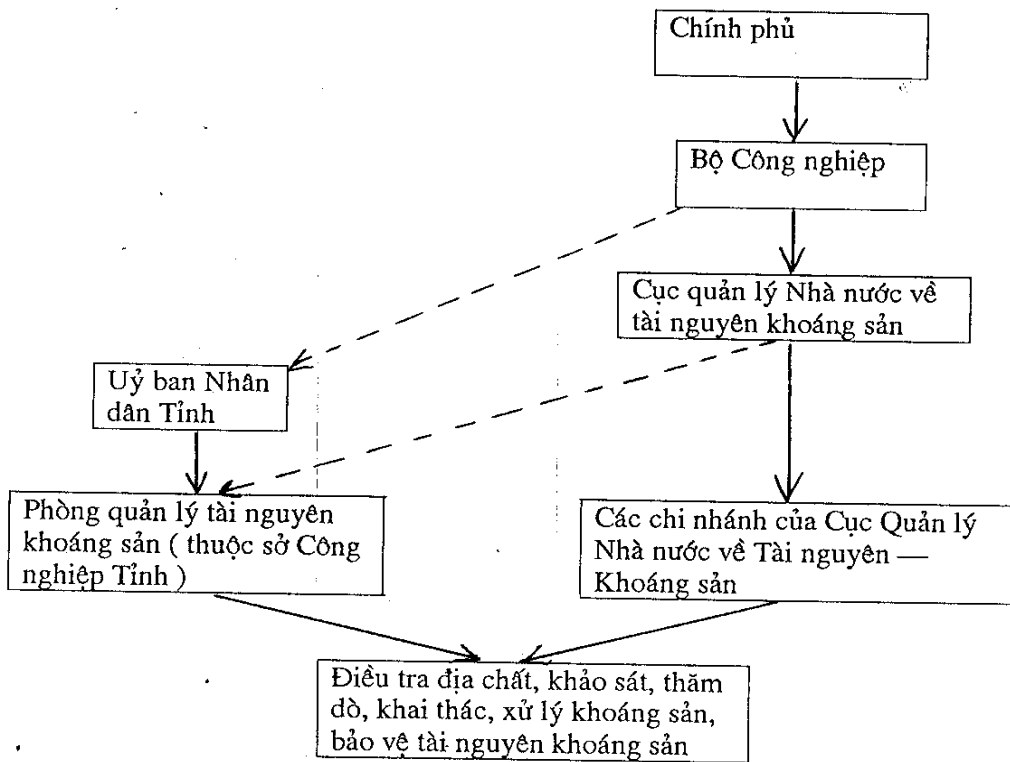 Chính phủ
Bộ Công nghiệp
Cục quản lý Nhà nước về
tài nguyên khoáng sản
Uỷ ban Nhân
dân Tỉnh
Phòng quản lý tài nguyên
khoáng sản ( thuộc sở Công
nghiệp Tỉnh )
Các chi nhánh của Cục Quản lý
Nhà nước về Tài nguyên —
Khoáng sản
Điều tra địa chất, khảo sát, thăm
dò, khai thác, xử lý khoáng sản,
bảo vệ tài nguyên khoáng sản